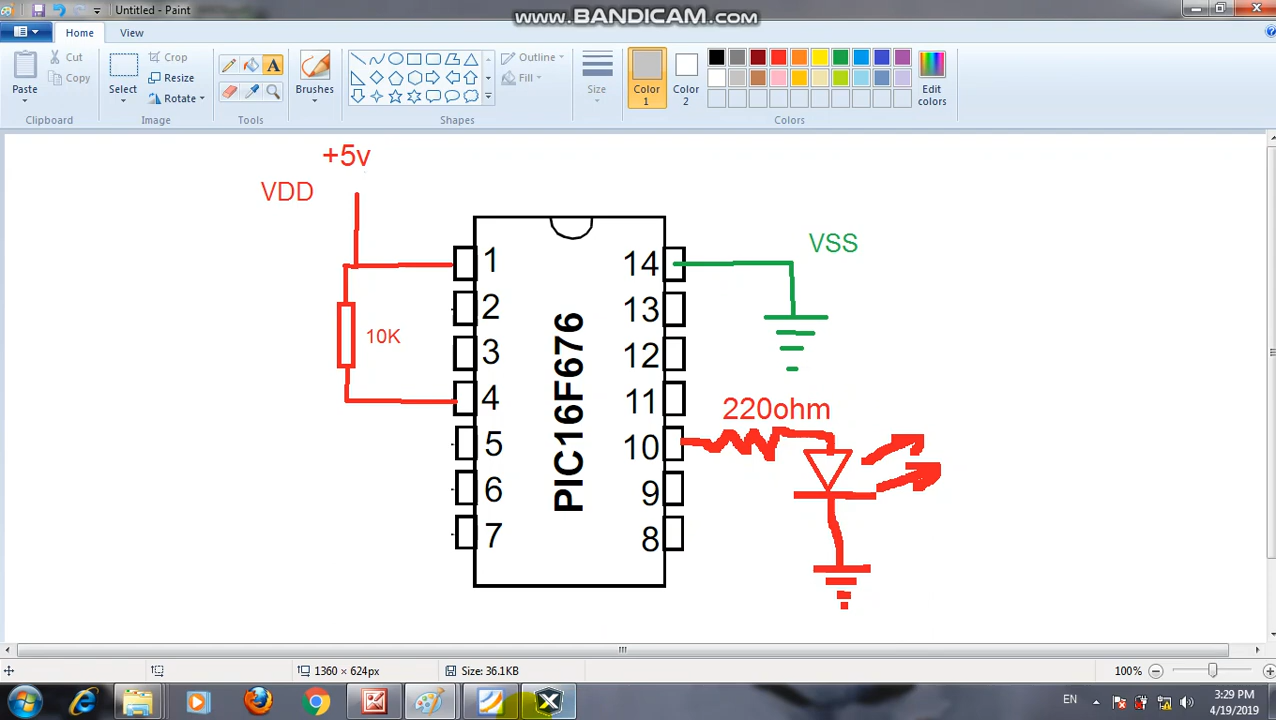 Untitled - Paint
www.BANDICAM.com
Home
View
Paste
Cut
Copy
Clipboard
Select
Crop
Resize
Rotate
Image
Tools
Brushes
Shapes
Outline
Fill
Size
Color 1
Color 2
Edit colors
Colors
+5v
VDD
10K
VSS
220ohm
PIC16F676
1
2
3
4
5
6
7
14
13
12
11
10
9
8
1360 × 624px
Size: 36.1KB
100%
EN
3:29 PM
4/19/2019